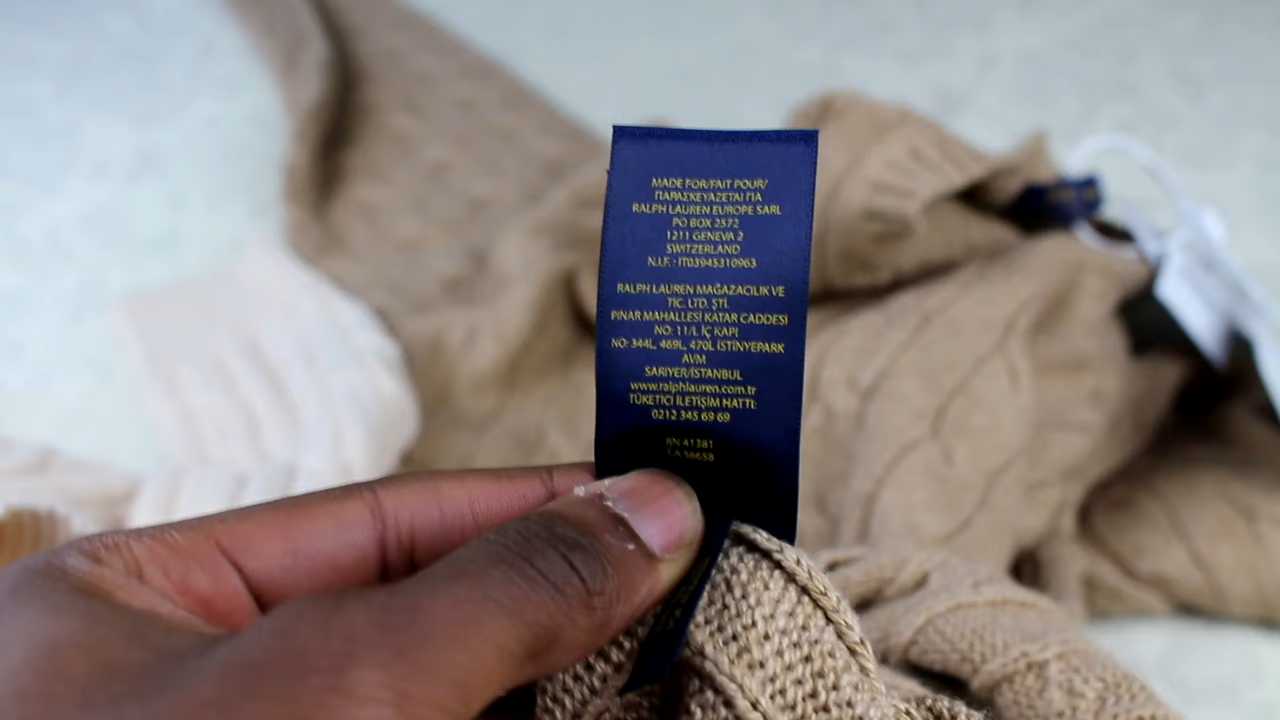 MADE FOR/FAIT POUR/
ΠΑΡΑΣΚΕΥΑΖΕΤΑΙ ΓΙΑ
RALPH LAUREN EUROPE SARL
PO BOX 2572
1211 GENEVA 2
SWITZERLAND
N.I.F. - IT03945310963
RALPH LAUREN MAĞAZACILIK VE
TİC. LTD. ŞTİ.
PINAR MAHALLESİ KATAR CADDESİ
NO: 11/L İÇ KAPI
NO: 344L, 469L, 470L İSTİNYEPARK
AVM
SARIYER/İSTANBUL
www.ralphlauren.com.tr
TÜKETİCİ İLETİŞİM HATTI:
0212 345 69 69
RN 41381
CA 56658